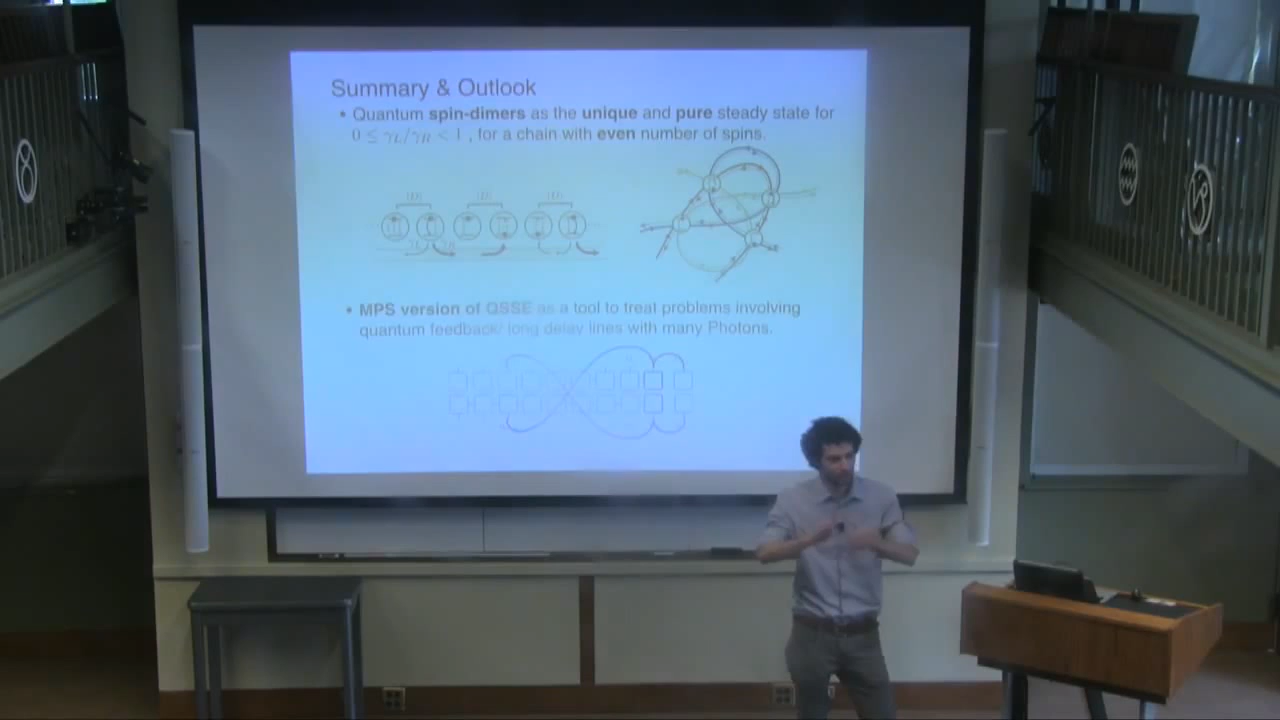 Summary & Outlook
• Quantum spin-dimers as the unique and pure steady state for
0 ≤ γL/γR < 1 , for a chain with even number of spins.
• MPS version of QSSE as a tool to treat problems involving
quantum feedback/ long delay lines with many Photons.